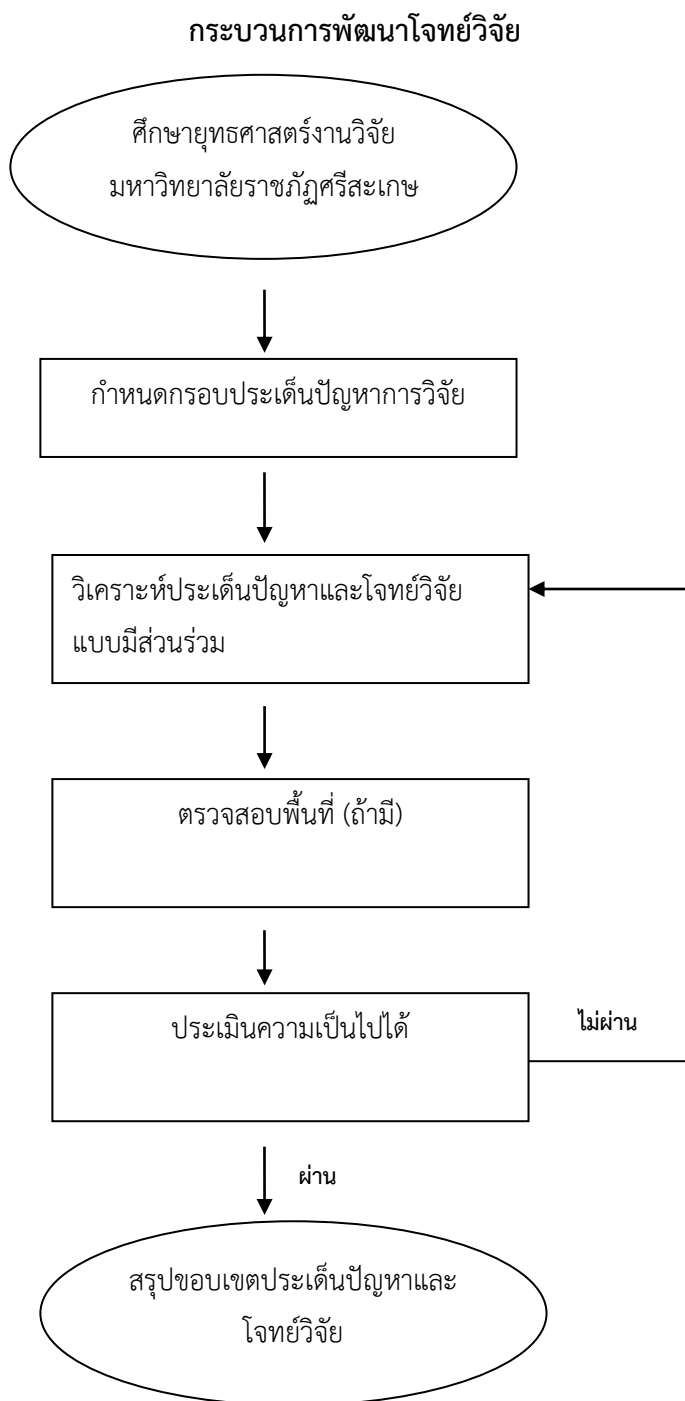 กระบวนการพัฒนาโจทย์วิจัย
ศึกษายุทธศาสตร์งานวิจัย
มหาวิทยาลัยราชภัฏศรีสะเกษ
กำหนดกรอบประเด็นปัญหาการวิจัย
วิเคราะห์ประเด็นปัญหาและโจทย์วิจัย
แบบมีส่วนร่วม
ตรวจสอบพื้นที่ (ถ้ามี)
ประเมินความเป็นไปได้
ไม่ผ่าน
ผ่าน
สรุปขอบเขตประเด็นปัญหาและ
โจทย์วิจัย